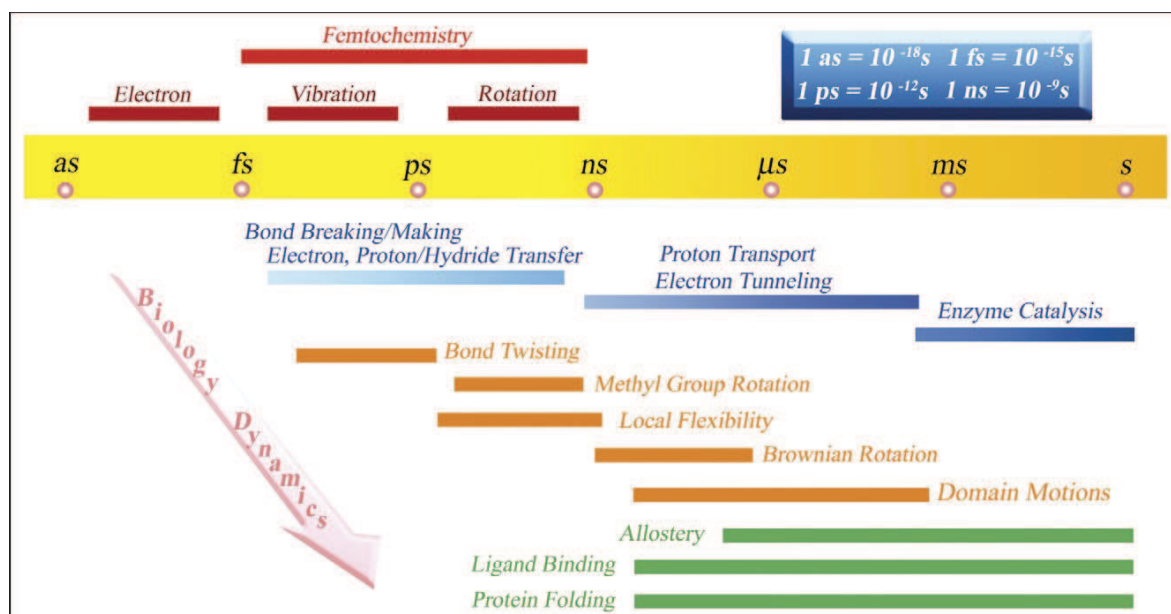 Femtochemistry
1 as = 10 -18s 1 fs = 10 -15s
1 ps = 10 -12s 1 ns = 10 -9s
Electron Vibration Rotation
as fs ps ns μs ms s
Bond Breaking/Making
Electron, Proton/Hydride Transfer
Proton Transport
Electron Tunneling
Enzyme Catalysis
Biology Dynamics
Bond Twisting
Methyl Group Rotation
Local Flexibility
Brownian Rotation
Domain Motions
Allostery
Ligand Binding
Protein Folding